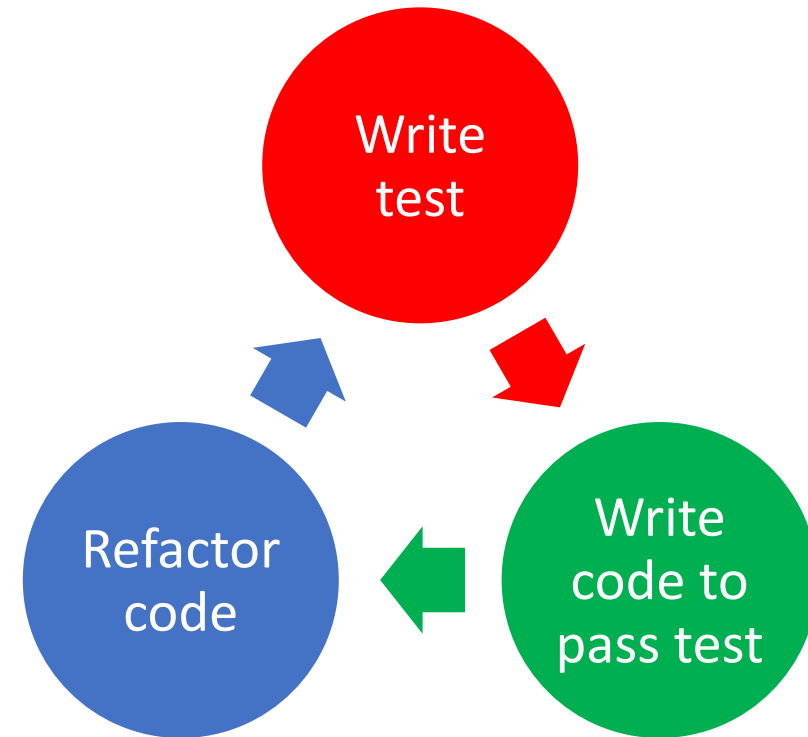 Write
test
Write
code to
pass test
Refactor
code